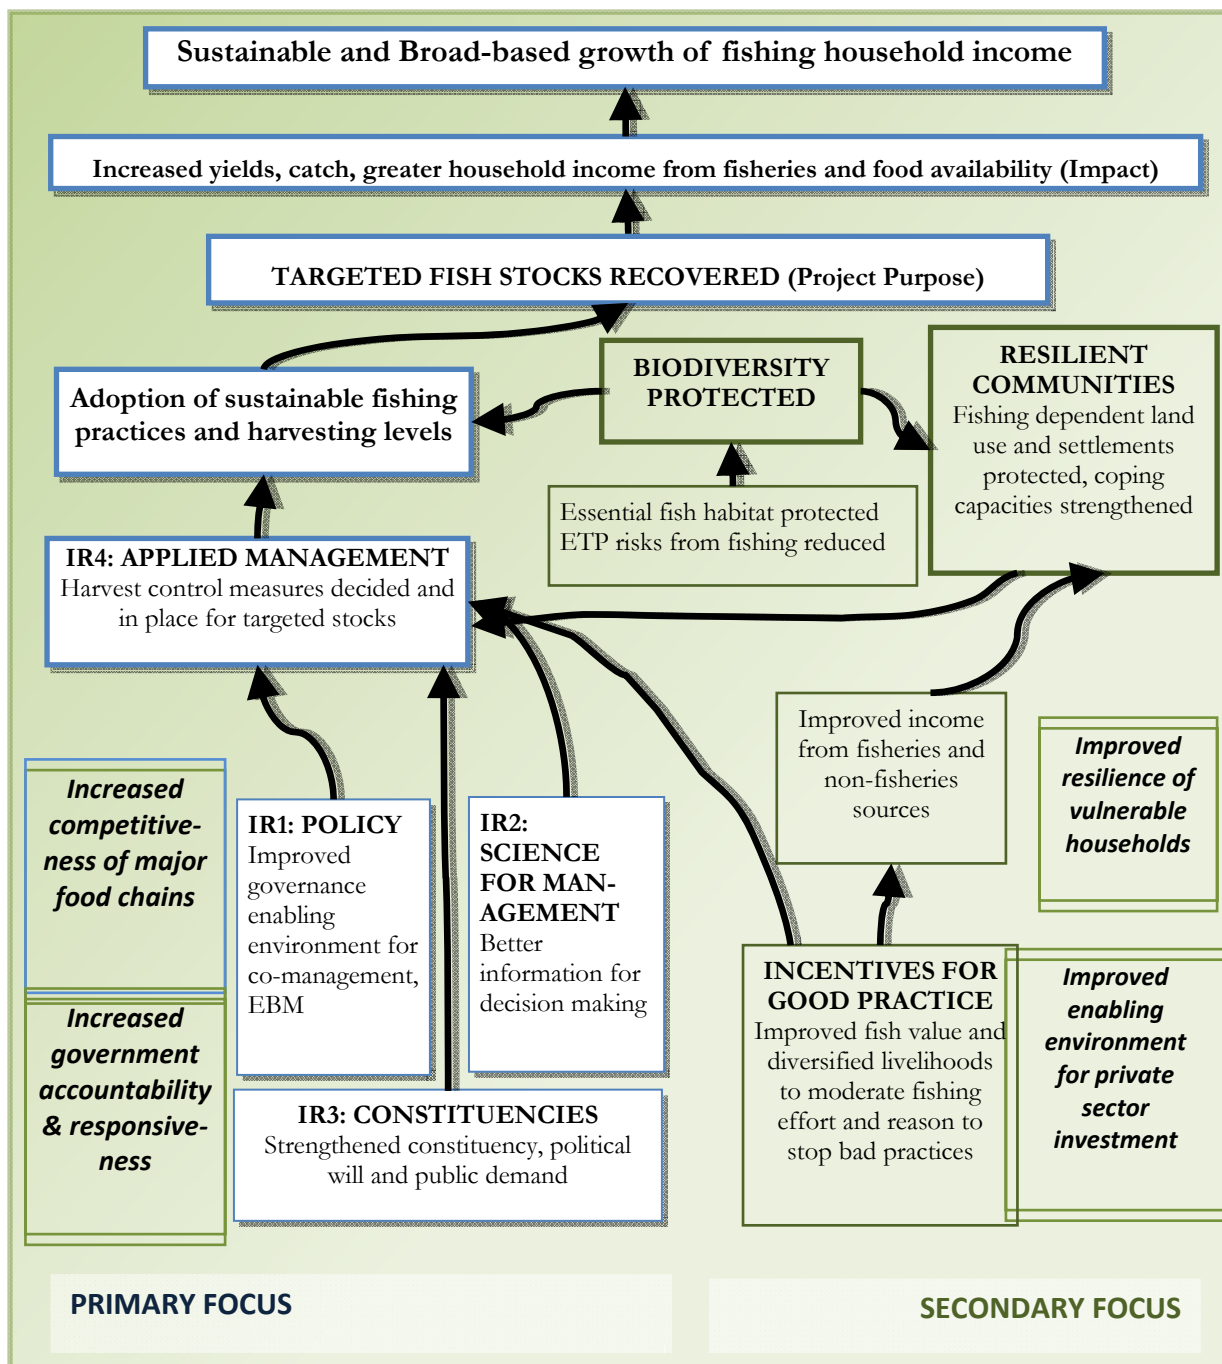 Sustainable and Broad-based growth of fishing household income
Increased yields, catch, greater household income from fisheries and food availability (Impact)
TARGETED FISH STOCKS RECOVERED (Project Purpose)
Adoption of sustainable fishing
practices and harvesting levels
BIODIVERSITY
PROTECTED
RESILIENT
COMMUNITIES
Fishing dependent land
use and settlements
protected, coping
capacities strengthened
Essential fish habitat protected
ETP risks from fishing reduced
IR4: APPLIED MANAGEMENT
Harvest control measures decided and
in place for targeted stocks
Improved income
from fisheries and
non-fisheries
sources
Improved
resilience of
vulnerable
households
Increased
competitive-
ness of major
food chains
IR1: POLICY
Improved
governance
enabling
environment for
co-management,
EBM
IR2:
SCIENCE
FOR MAN-
AGEMENT
Better
information for
decision making
INCENTIVES FOR
GOOD PRACTICE
Improved fish value and
diversified livelihoods
to moderate fishing
effort and reason to
stop bad practices
Improved
enabling
environment
for private
sector
investment
Increased
government
accountability
& responsive-
ness
IR3: CONSTITUENCIES
Strengthened constituency, political
will and public demand
PRIMARY FOCUS
SECONDARY FOCUS